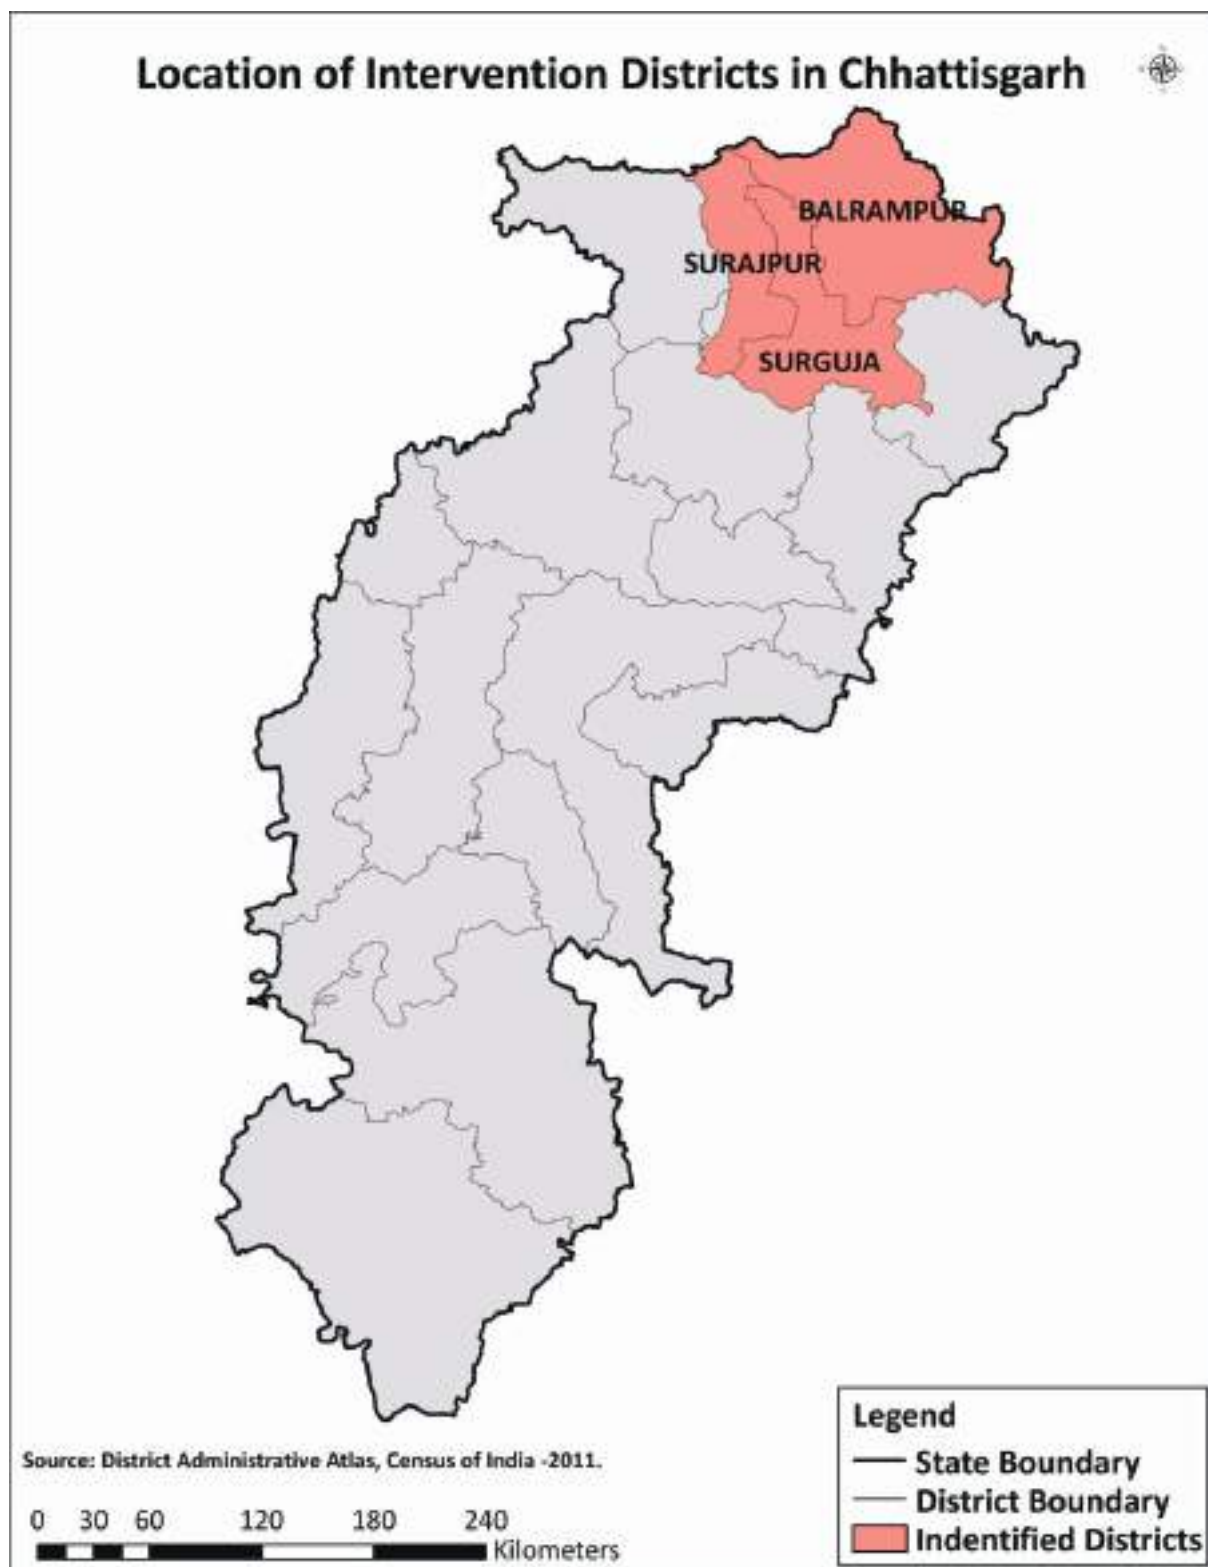 Location of Intervention Districts in Chhattisgarh
BALRAMPUR
SURAJPUR
SURGUJA
Legend
State Boundary
District Boundary
Indentified Districts
Source: District Administrative Atlas, Census of India -2011.
0 30 60 120 180 240
Kilometers